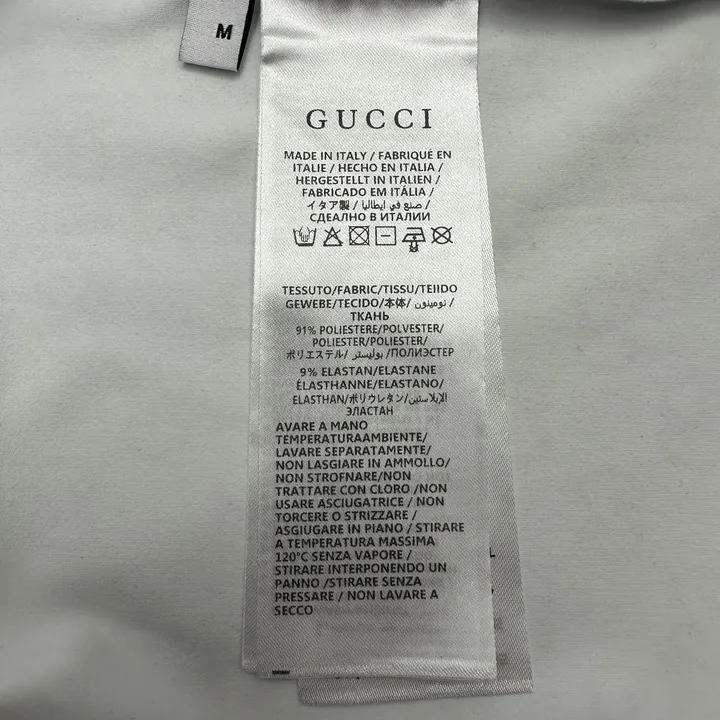 M
GUCCI
MADE IN ITALY / FABRIQUÉ EN
ITALIE / HECHO EN ITALIA /
HERGESTELLT IN ITALIEN /
FABRICADO EM ITÁLIA /
イタア製 / صنع في ايطاليا /
СДЕАЛНО В ИТАЛИИ
TESSUTO/FABRIC/TISSU/TEJIDO
GEWEBE/TECIDO/本体/ نومينون /
ТКАНЬ
91% POLIESTERE/POLVESTER/
POLIESTER/POLIESTER/
ポリエステル/ بوليستر /ПОЛИЭСТЕР
9% ELASTAN/ELASTANE
ÉLASTHANNE/ELASTANO/
ELASTHAN/ポリウレタン/الإيلاستين
ЭЛАСТАН
AVARE A MANO
TEMPERATURAAMBIENTE/
LAVARE SEPARATAMENTE/
NON LASGIARE IN AMMOLLO/
NON STROFNARE/NON
TRATTARE CON CLORO /NON
USARE ASCIUGATRICE / NON
TORCERE O STRIZZARE /
ASGIUGARE IN PIANO / STIRARE
A TEMPERATURA MASSIMA
120°C SENZA VAPORE /
STIRARE INTERPONENDO UN
PANNO /STIRARE SENZA
PRESSARE / NON LAVARE A
SECCO